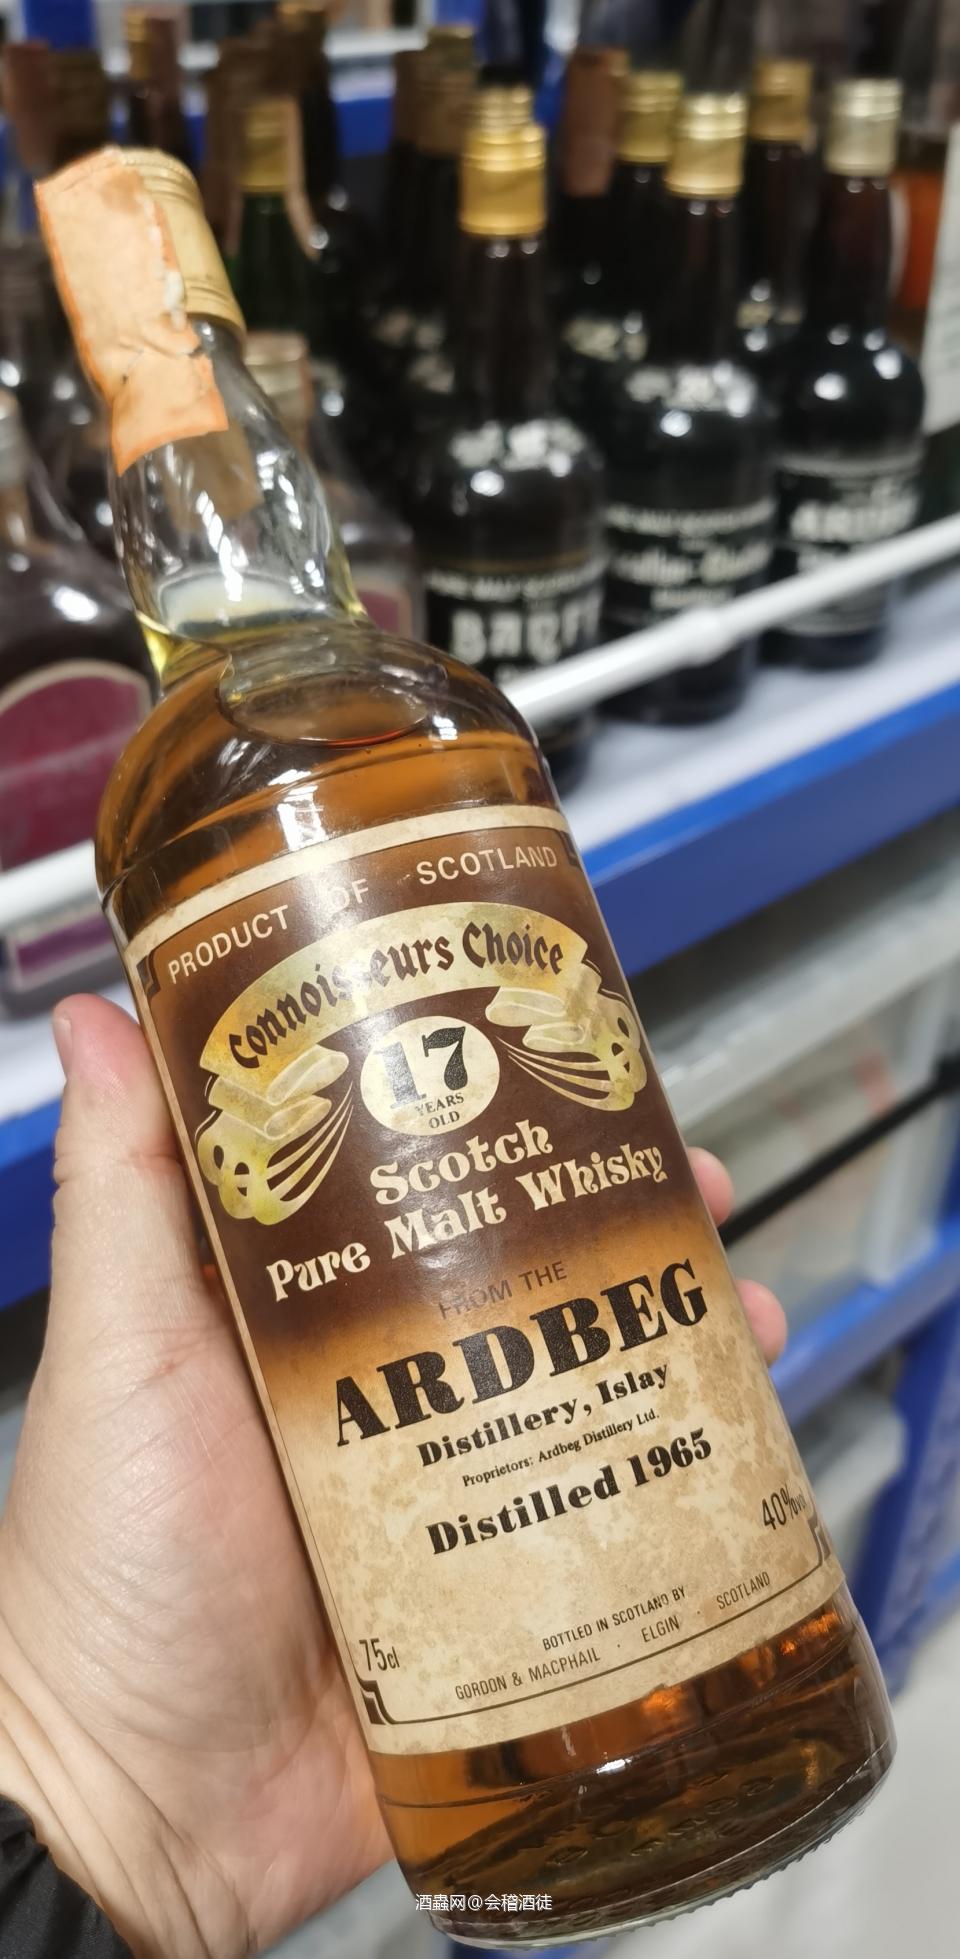 PRODUCT OF SCOTLAND
Connoisseurs Choice
17
YEARS
OLD
Scotch
Pure Malt Whisky
FROM THE
ARDBEG
Distillery, Islay
Proprietors: Ardbeg Distillery Ltd.
Distilled 1965
40%vol
75cl
BOTTLED IN SCOTLAND BY
GORDON & MACPHAIL · ELGIN · SCOTLAND
酒蟲网@会稽酒徒